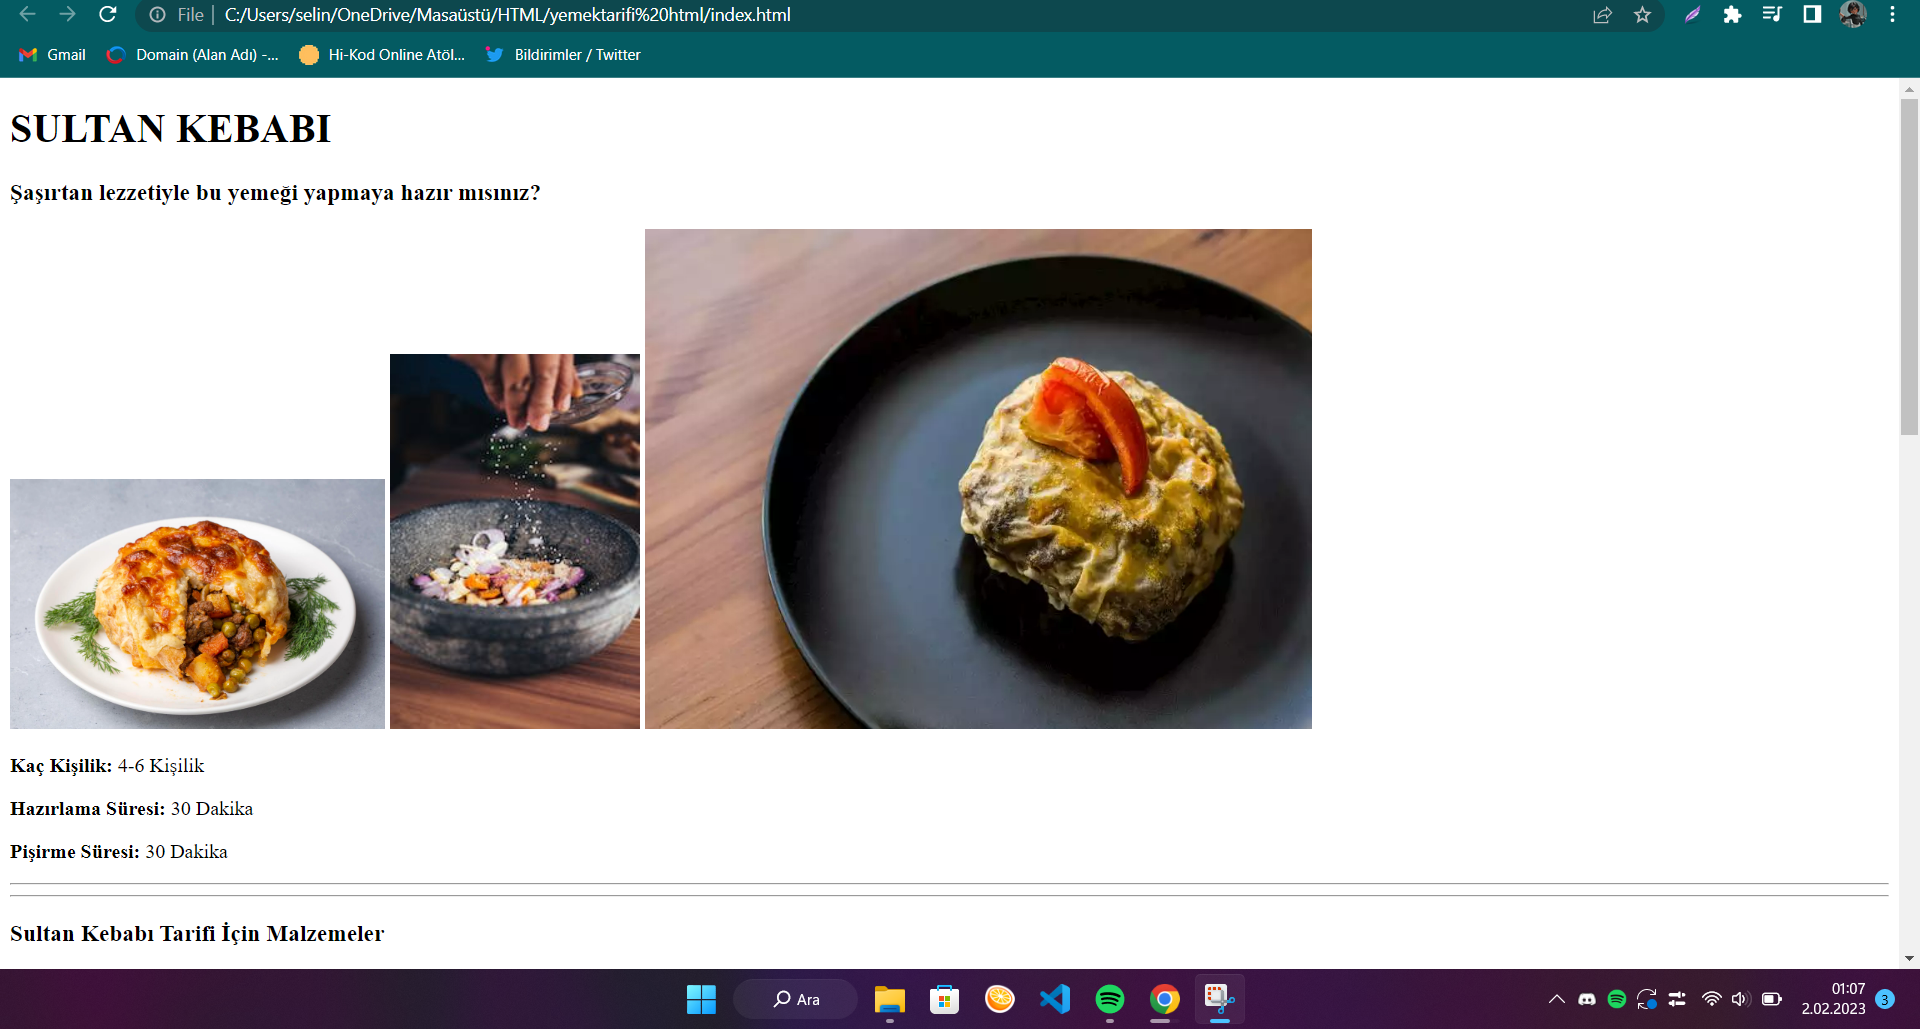 File | C:/Users/selin/OneDrive/Masaüstü/HTML/yemektarifi%20html/index.html
Gmail Domain (Alan Adı) -... Hi-Kod Online Atöl... Bildirimler / Twitter
SULTAN KEBABI
Şaşırtan lezzetiyle bu yemeği yapmaya hazır mısınız?
Kaç Kişilik: 4-6 Kişilik
Hazırlama Süresi: 30 Dakika
Pişirme Süresi: 30 Dakika
Sultan Kebabı Tarifi İçin Malzemeler
Ara
01:07
2.02.2023
3